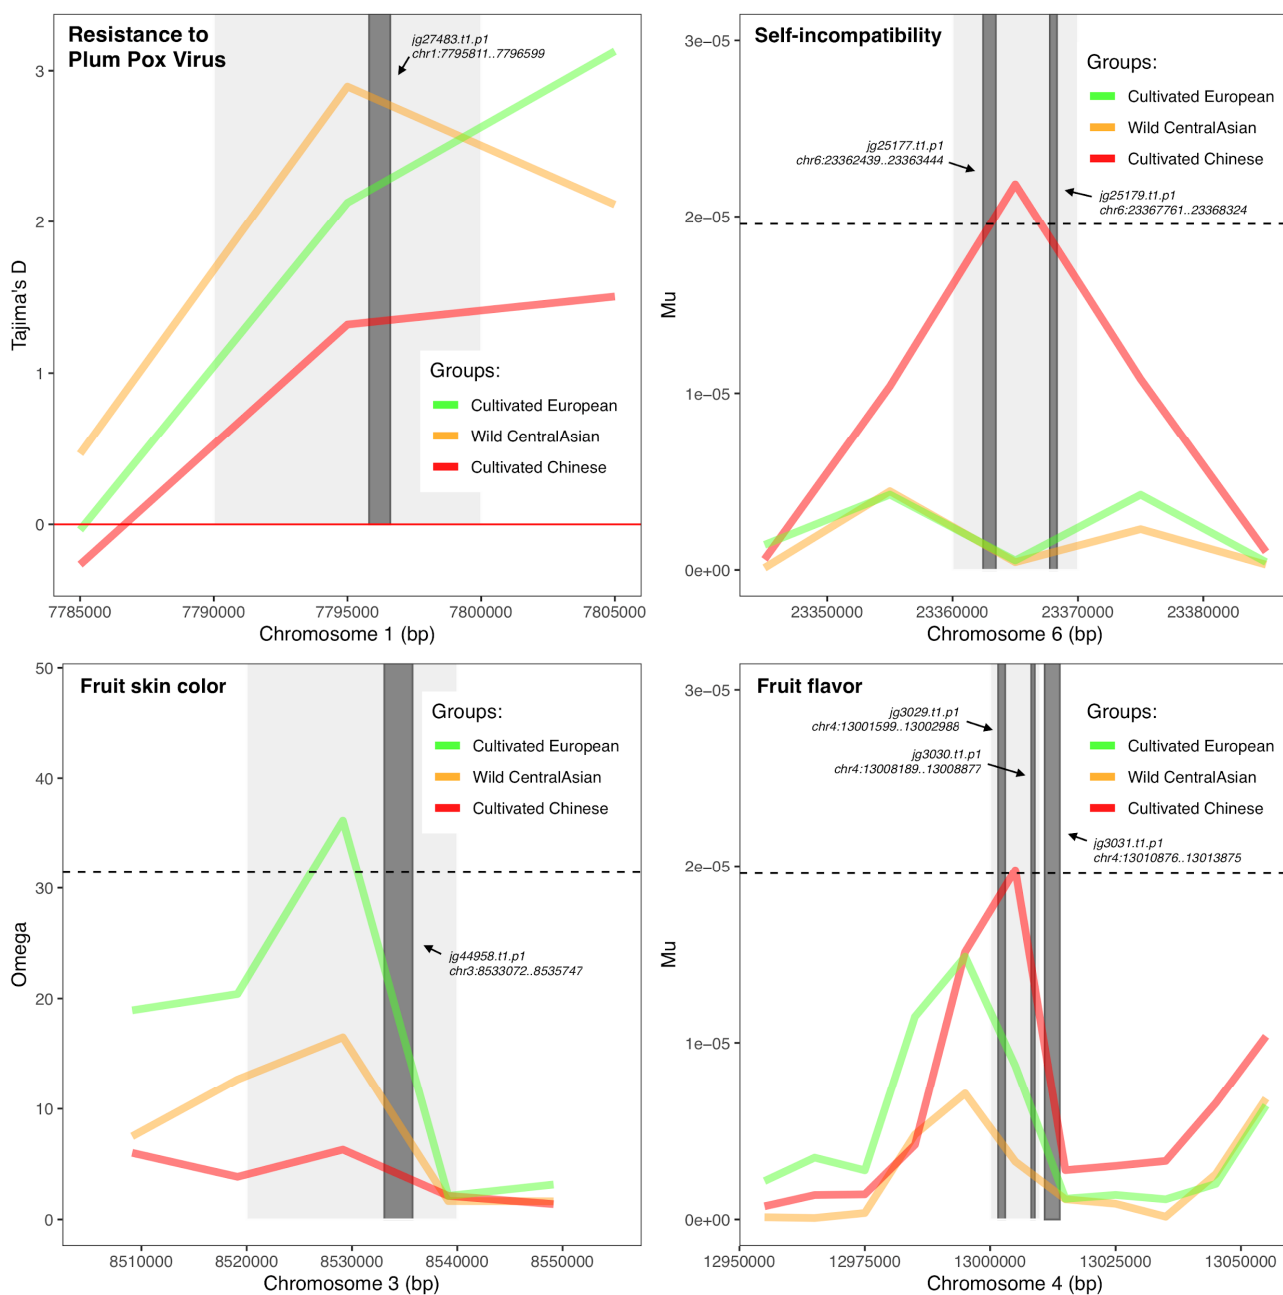 Resistance to
Plum Pox Virus
jg27483.t1.p1
chr1:7795811..7796599
3
2
1
0
Tajima's D
Groups:
Cultivated European
Wild CentralAsian
Cultivated Chinese
7785000 7790000 7795000 7800000 7805000
Chromosome 1 (bp)
Self-incompatibility
Groups:
Cultivated European
Wild CentralAsian
Cultivated Chinese
jg25177.t1.p1
chr6:23362439..23363444
jg25179.t1.p1
chr6:23367761..23368324
3e−05
2e−05
1e−05
0e+00
Mu
23350000 23360000 23370000 23380000
Chromosome 6 (bp)
Fruit skin color
Groups:
Cultivated European
Wild CentralAsian
Cultivated Chinese
jg44958.t1.p1
chr3:8533072..8535747
50
40
30
20
10
0
Omega
8510000 8520000 8530000 8540000 8550000
Chromosome 3 (bp)
Fruit flavor
Groups:
Cultivated European
Wild CentralAsian
Cultivated Chinese
jg3029.t1.p1
chr4:13001599..13002988
jg3030.t1.p1
chr4:13008189..13008877
jg3031.t1.p1
chr4:13010876..13013875
3e−05
2e−05
1e−05
0e+00
Mu
12950000 12975000 13000000 13025000 13050000
Chromosome 4 (bp)